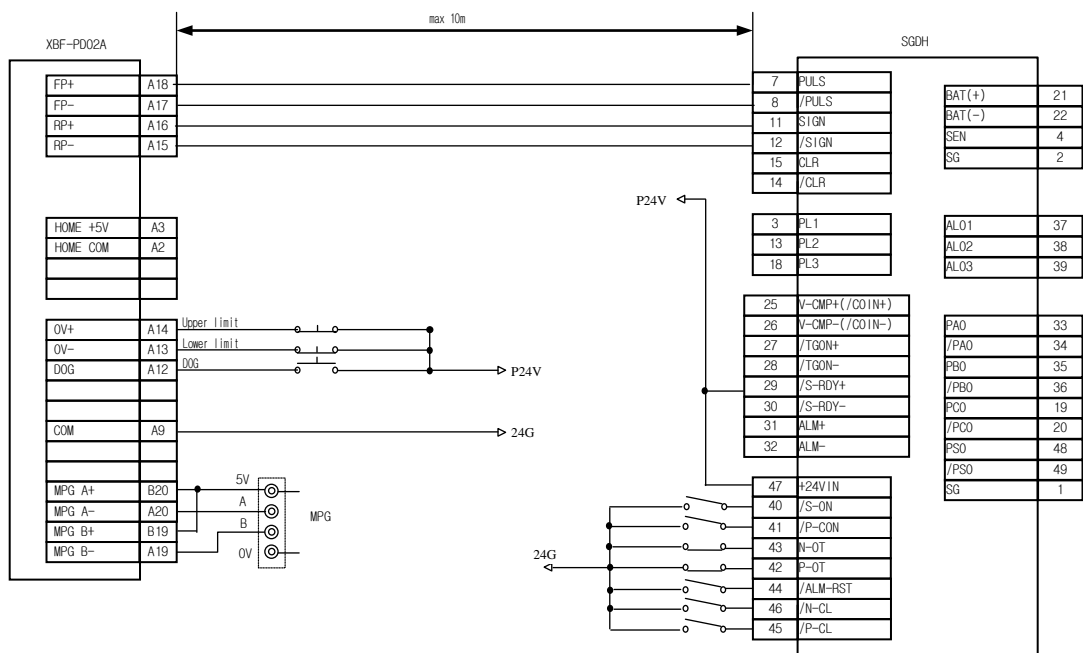 max 10m
XBF-PD02A
SGDH
FP+ A18
FP- A17
RP+ A16
RP- A15
HOME +5V A3
HOME COM A2
OV+ A14 Upper limit
OV- A13 Lower limit
DOG A12 DOG
P24V
COM A9
24G
MPG A+ B20
MPG A- A20
MPG B+ B19
MPG B- A19
5V
A
B
0V
MPG
P24V
24G
7 PULS
8 /PULS
11 SIGN
12 /SIGN
15 CLR
14 /CLR
3 PL1
13 PL2
18 PL3
25 V-CMP+(/COIN+)
26 V-CMP-(/COIN-)
27 /TGON+
28 /TGON-
29 /S-RDY+
30 /S-RDY-
31 ALM+
32 ALM-
47 +24VIN
40 /S-ON
41 /P-CON
43 N-OT
42 P-OT
44 /ALM-RST
46 /N-CL
45 /P-CL
BAT(+) 21
BAT(-) 22
SEN 4
SG 2
ALO1 37
ALO2 38
ALO3 39
PAO 33
/PAO 34
PBO 35
/PBO 36
PCO 19
/PCO 20
PSO 48
/PSO 49
SG 1